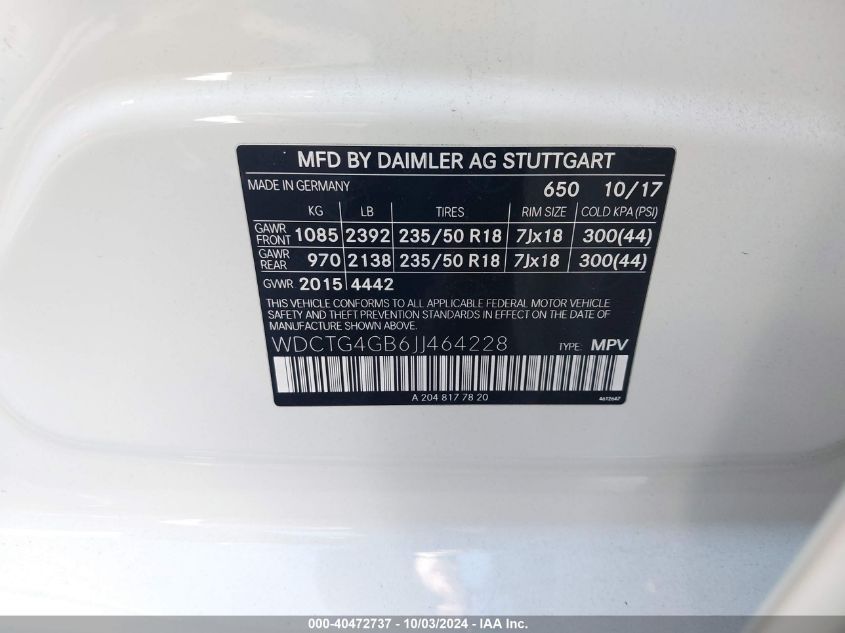 MFD BY DAIMLER AG STUTTGART
MADE IN GERMANY 650 10/17
KG LB TIRES RIM SIZE COLD KPA (PSI)
GAWR FRONT 1085 2392 235/50 R18 7Jx18 300(44)
GAWR REAR 970 2138 235/50 R18 7Jx18 300(44)
GVWR 2015 4442
THIS VEHICLE CONFORMS TO ALL APPLICABLE FEDERAL MOTOR VEHICLE
SAFETY AND THEFT PREVENTION STANDARDS IN EFFECT ON THE DATE OF
MANUFACTURE SHOWN ABOVE.
WDCTG4GB6JJ464228 TYPE: MPV
A 204 817 78 20 4612647
000-40472737 - 10/03/2024 - IAA Inc.